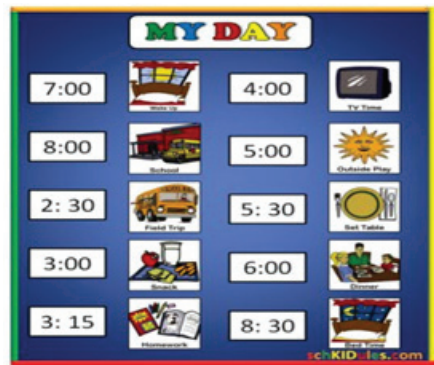 MY DAY
7:00
Wake Up
8:00
School
2: 30
Field Trip
3:00
Snack
3: 15
Homework
4:00
TV Time
5:00
Outside Play
5: 30
Set Table
6:00
Dinner
8: 30
Bed Time
schKIDules.com